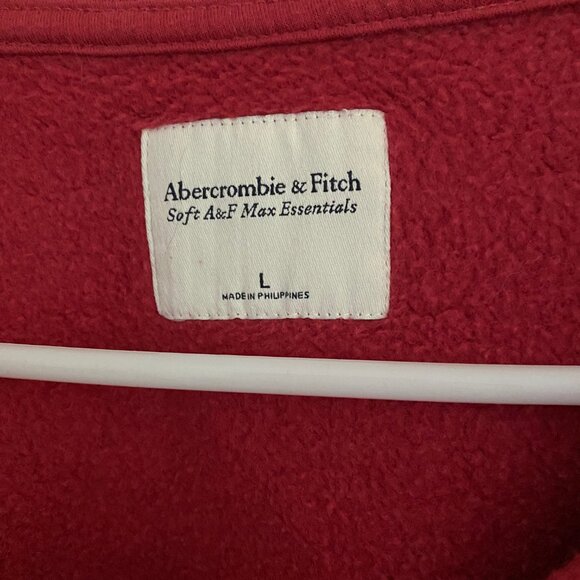 Abercrombie & Fitch
Soft A&F Max Essentials
L
MADE IN PHILIPPINES